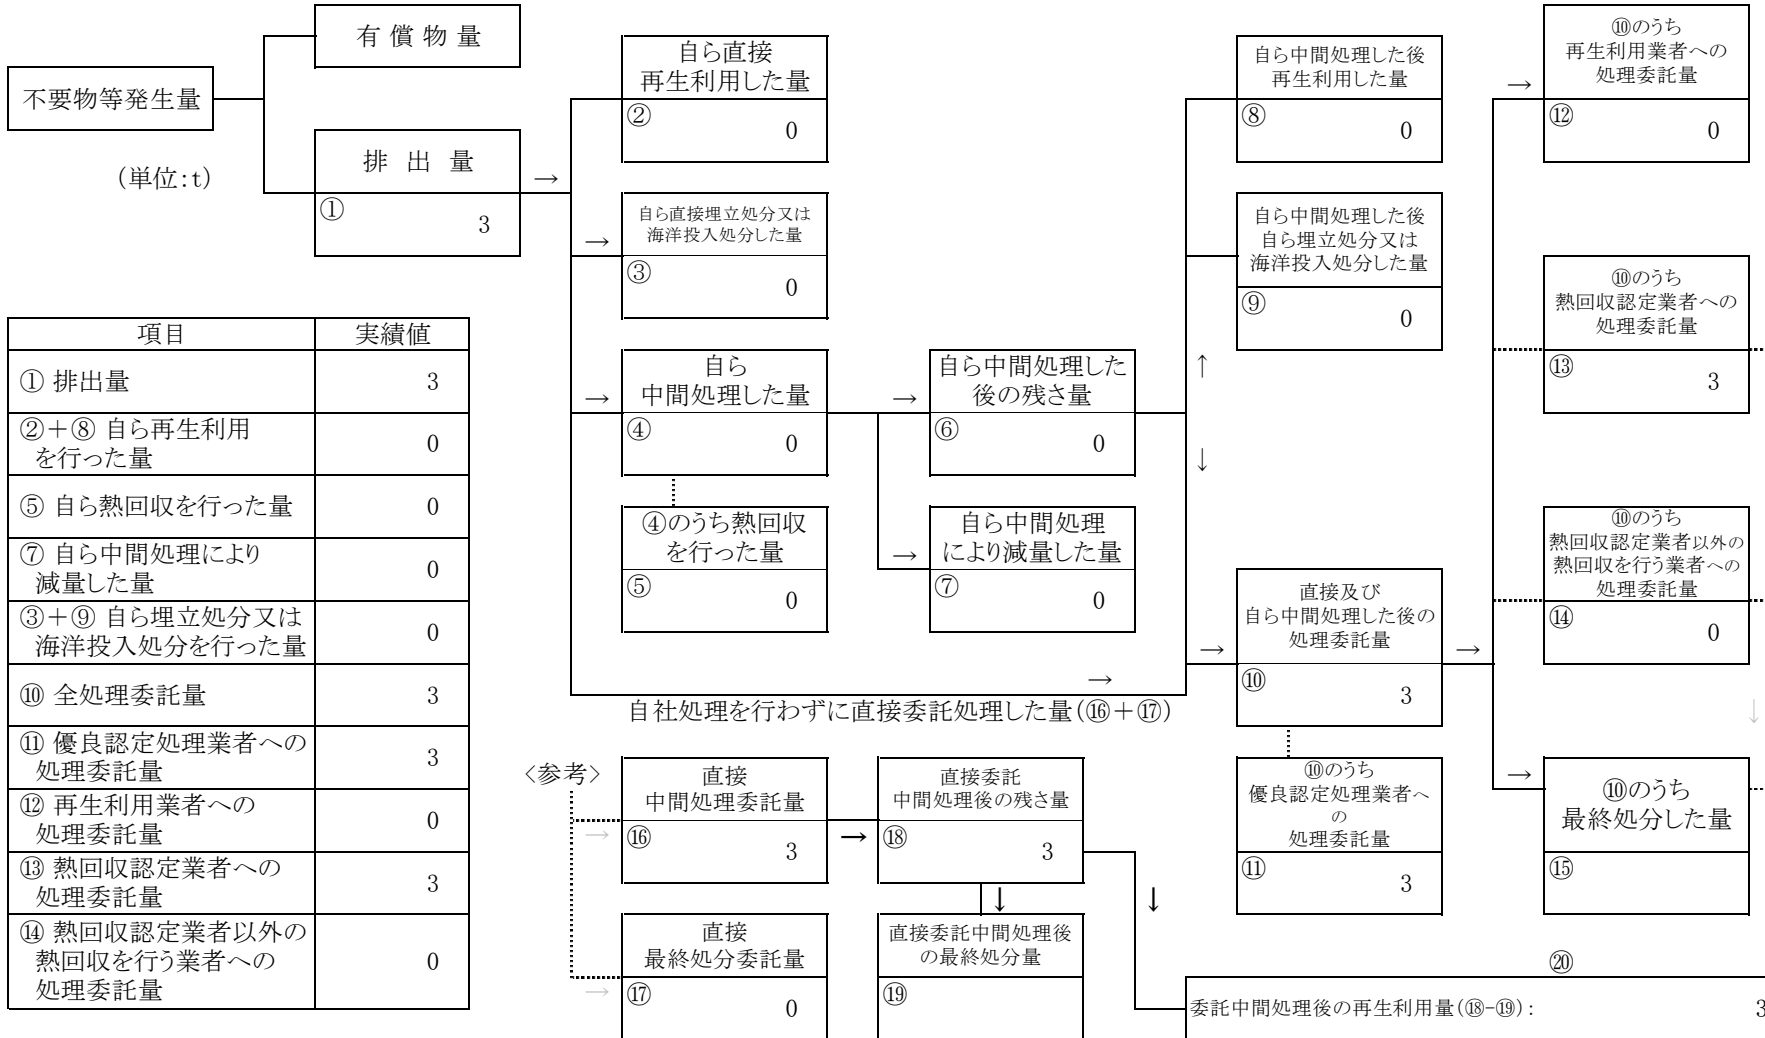 有 償 物 量
不要物等発生量
(単位:t)
排 出 量
→
①
3
自ら直接
再生利用した量
②
0
→
自ら直接埋立処分又は
海洋投入処分した量
③
0
→
自ら
中間処理した量
④
0
④のうち熱回収
を行った量
⑤
0
→
自ら中間処理した
後の残さ量
⑥
0
→
自ら中間処理
により減量した量
⑦
0
↑
↓
自ら中間処理した後
再生利用した量
⑧
0
自ら中間処理した後
自ら埋立処分又は
海洋投入処分した量
⑨
0
→
直接及び
自ら中間処理した後の
処理委託量
⑩
3
→
⑩のうち
優良認定処理業者へ
の
処理委託量
⑪
3
→
⑩のうち
再生利用業者への
処理委託量
⑫
0
⑩のうち
熱回収認定業者への
処理委託量
⑬
3
⑩のうち
熱回収認定業者以外の
熱回収を行う業者への
処理委託量
⑭
0
↓
→
⑩のうち
最終処分した量
⑮
→
自社処理を行わずに直接委託処理した量(⑯+⑰)
項目 実績値
① 排出量 3
②+⑧ 自ら再生利用
を行った量 0
⑤ 自ら熱回収を行った量 0
⑦ 自ら中間処理により
減量した量 0
③+⑨ 自ら埋立処分又は
海洋投入処分を行った量 0
⑩ 全処理委託量 3
⑪ 優良認定処理業者への
処理委託量 3
⑫ 再生利用業者への
処理委託量 0
⑬ 熱回収認定業者への
処理委託量 3
⑭ 熱回収認定業者以外の
熱回収を行う業者への
処理委託量 0
<参考>
→
直接
中間処理委託量
⑯
3
→
直接委託
中間処理後の残さ量
⑱
3
↓
↓
→
直接
最終処分委託量
⑰
0
直接委託中間処理後
の最終処分量
⑲
⑳
委託中間処理後の再生利用量(⑱-⑲): 3